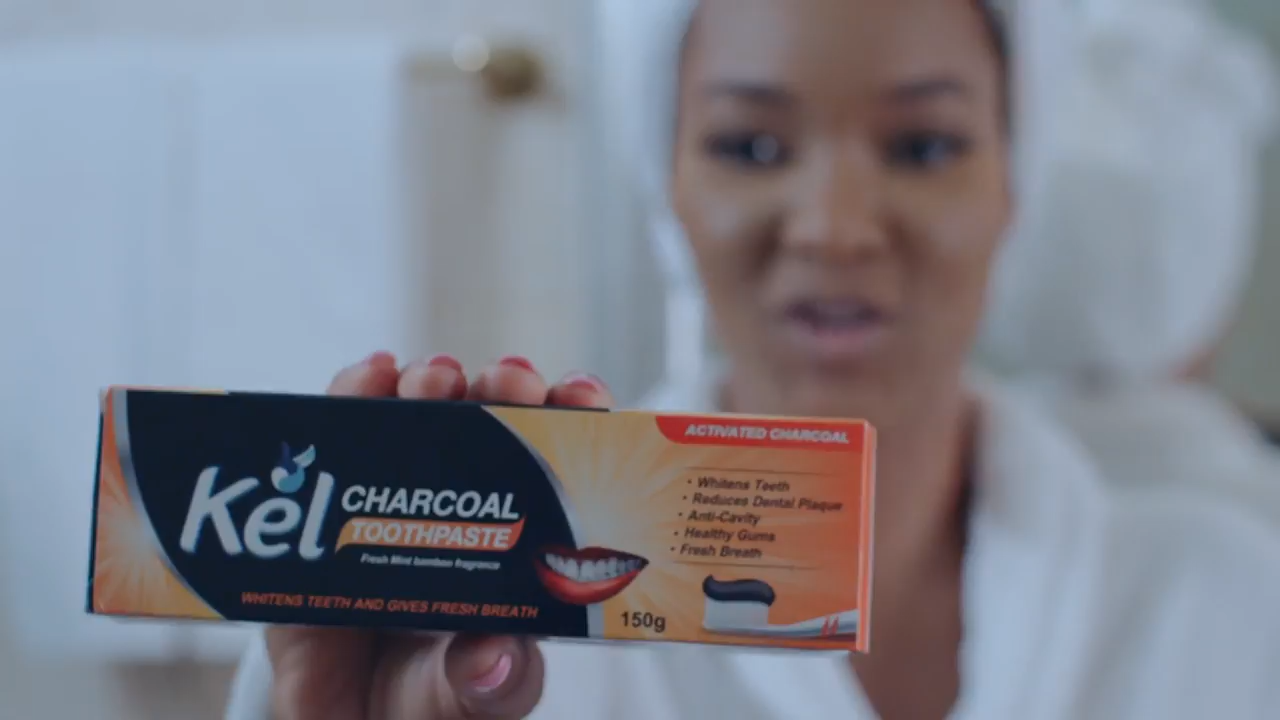 Kel
CHARCOAL
TOOTHPASTE
Fresh Mint bamboo fragrance
WHITENS TEETH AND GIVES FRESH BREATH
150g
ACTIVATED CHARCOAL
• Whitens Teeth
• Reduces Dental Plaque
• Anti-Cavity
• Healthy Gums
• Fresh Breath